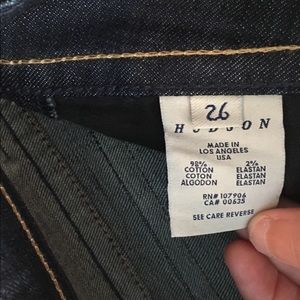 26
HUDSON
MADE IN
LOS ANGELES
USA
98% 2%
COTTON ELASTAN
COTON ELASTAN
ALGODON ELASTAN
RN# 107906
CA# 00635
SEE CARE REVERSE